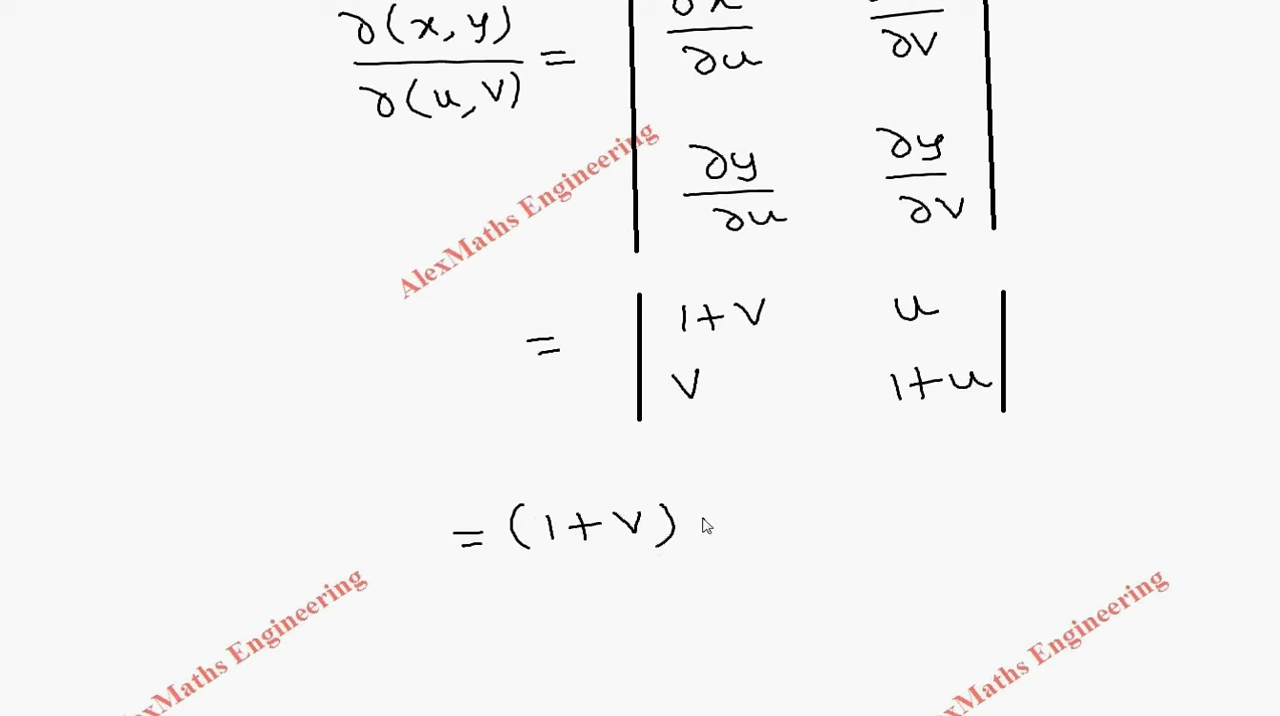 ∂(x, y) / ∂(u, v) = | ∂x/∂u ∂v |
| ∂y/∂u ∂y/∂v |
AlexMaths Engineering
= | 1+v u |
| v 1+u |
= (1+v)
AlexMaths Engineering
AlexMaths Engineering